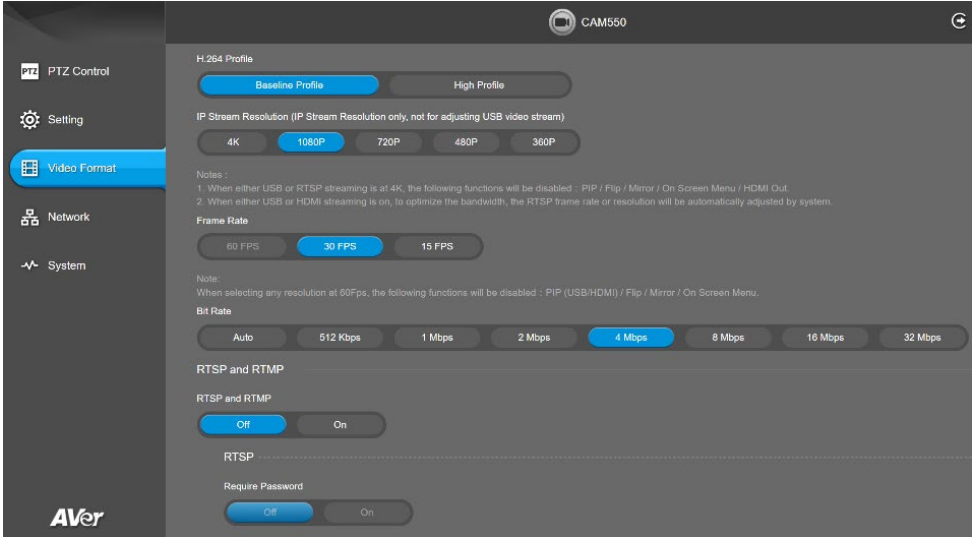 CAM550
PTZ PTZ Control
Setting
Video Format
Network
System
AVer
H.264 Profile
Baseline Profile High Profile
IP Stream Resolution (IP Stream Resolution only, not for adjusting USB video stream)
4K 1080P 720P 480P 360P
Notes :
1. When either USB or RTSP streaming is at 4K, the following functions will be disabled : PIP / Flip / Mirror / On Screen Menu / HDMI Out.
2. When either USB or HDMI streaming is on, to optimize the bandwidth, the RTSP frame rate or resolution will be automatically adjusted by system.
Frame Rate
60 FPS 30 FPS 15 FPS
Note:
When selecting any resolution at 60Fps, the following functions will be disabled : PIP (USB/HDMI) / Flip / Mirror / On Screen Menu.
Bit Rate
Auto 512 Kbps 1 Mbps 2 Mbps 4 Mbps 8 Mbps 16 Mbps 32 Mbps
RTSP and RTMP
RTSP and RTMP
Off On
RTSP
Require Password
Off On